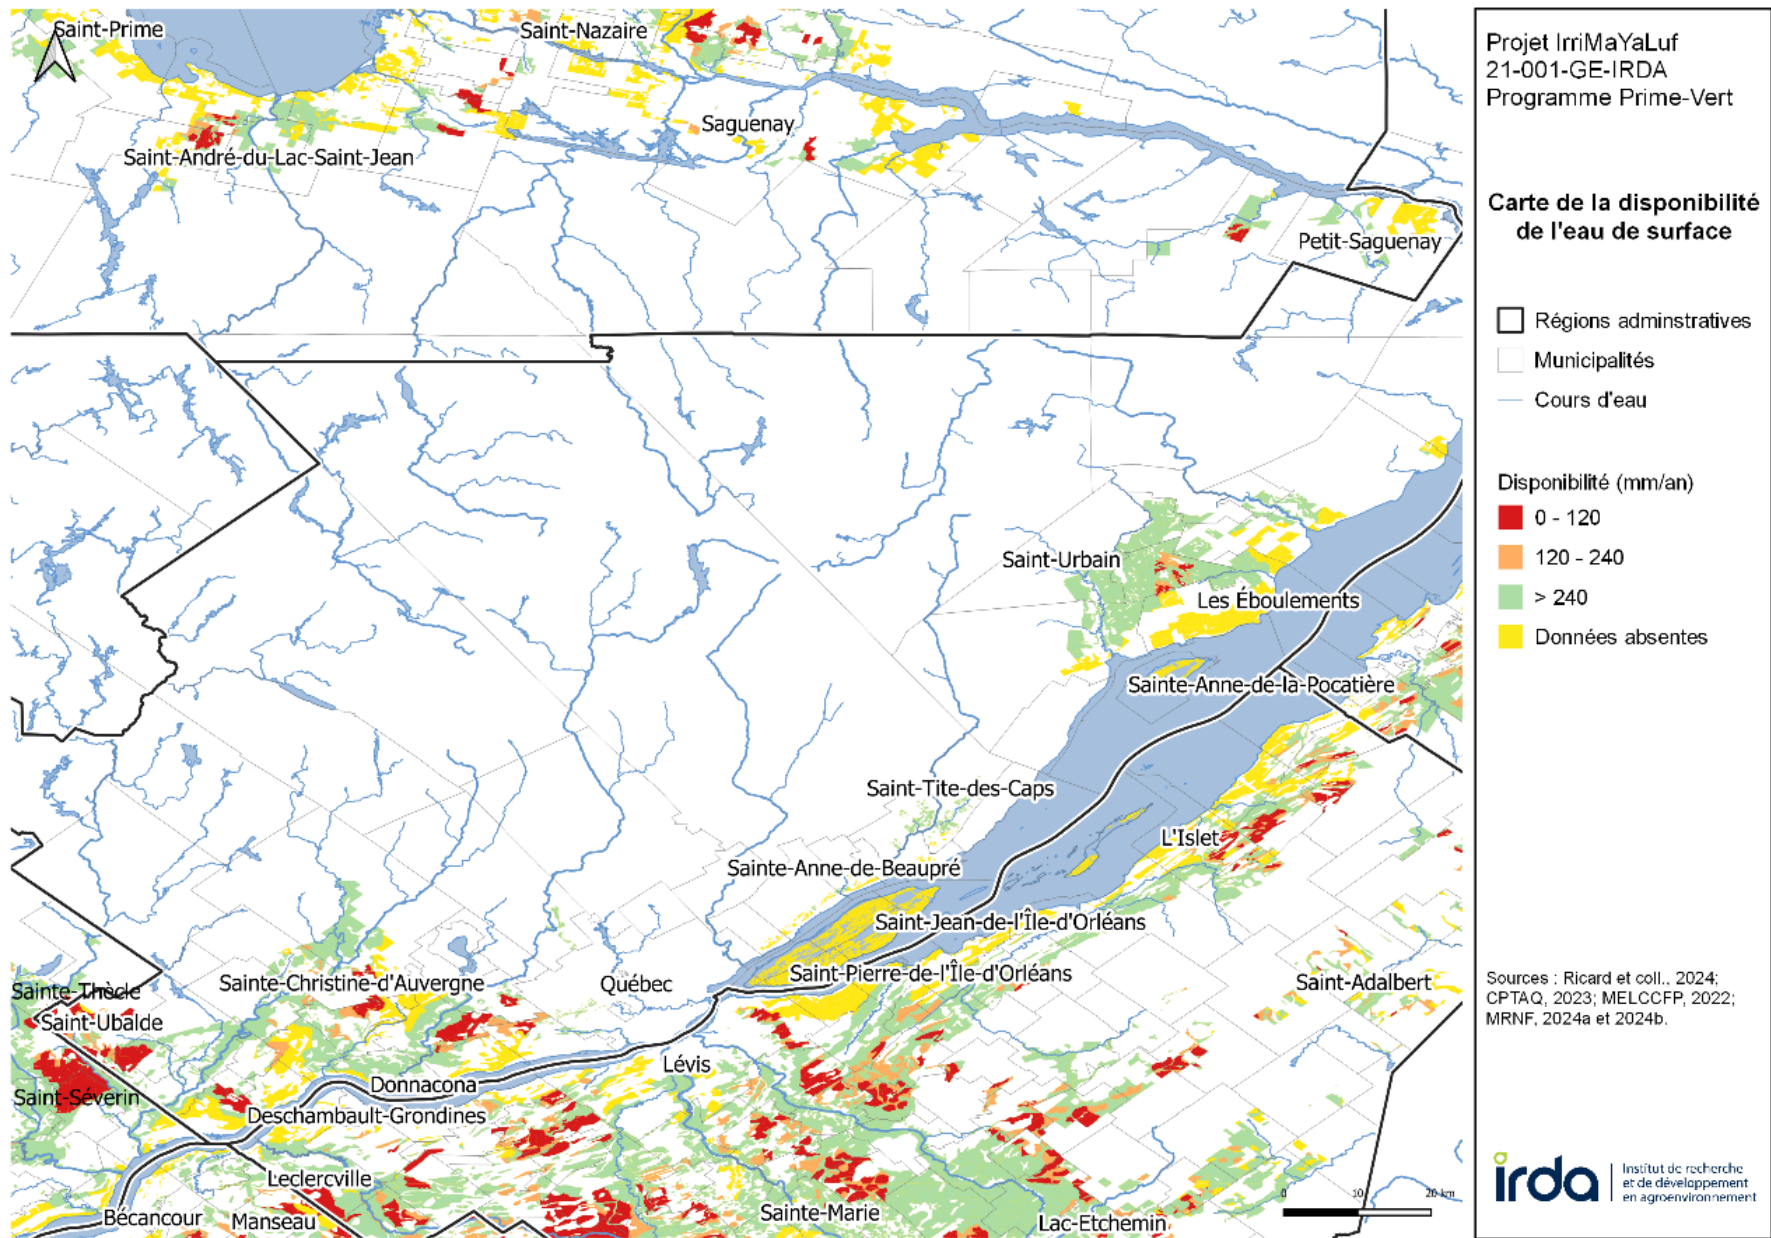 Saint-Prime
Saint-Nazaire
Saguenay
Saint-André-du-Lac-Saint-Jean
Petit-Saguenay
Saint-Urbain
Les Éboulements
Sainte-Anne-de-la-Pocatière
Saint-Tite-des-Caps
L'Islet
Sainte-Anne-de-Beaupré
Saint-Jean-de-l'Île-d'Orléans
Saint-Pierre-de-l'Île-d'Orléans
Saint-Adalbert
Québec
Sainte-Christine-d'Auvergne
Sainte-Thècle
Saint-Ubalde
Lévis
Donnacona
Saint-Séverin
Deschambault-Grondines
Leclercville
Bécancour
Manseau
Sainte-Marie
Lac-Etchemin
0 10 20 km
Projet IrriMaYaLuf
21-001-GE-IRDA
Programme Prime-Vert
Carte de la disponibilité
de l'eau de surface
Régions adminstratives
Municipalités
Cours d'eau
Disponibilité (mm/an)
0 - 120
120 - 240
> 240
Données absentes
Sources : Ricard et coll., 2024;
CPTAQ, 2023; MELCCFP, 2022;
MRNF, 2024a et 2024b.
irda
Institut de recherche
et de développement
en agroenvironnement